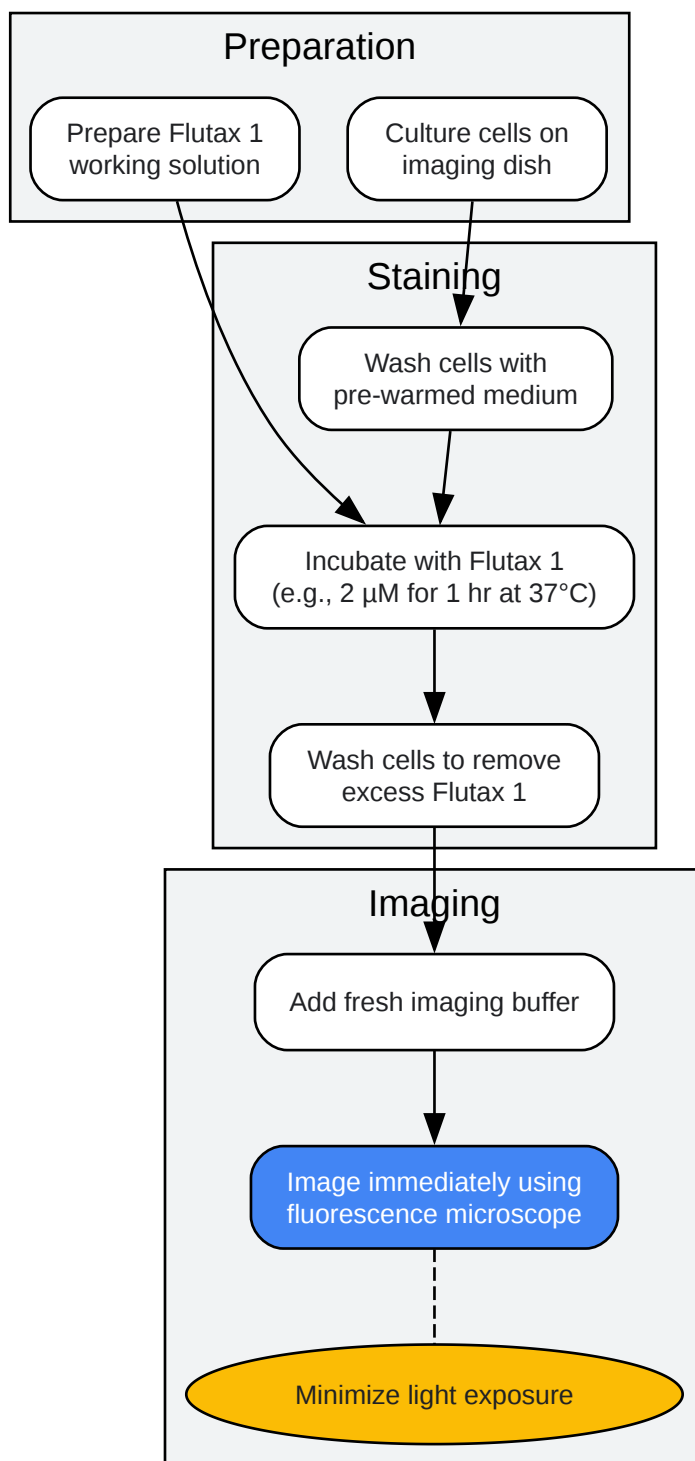 Preparation
Prepare Flutax 1
working solution
Culture cells on
imaging dish
Staining
Wash cells with
pre-warmed medium
Incubate with Flutax 1
(e.g., 2 µM for 1 hr at 37°C)
Wash cells to remove
excess Flutax 1
Imaging
Add fresh imaging buffer
Image immediately using
fluorescence microscope
Minimize light exposure